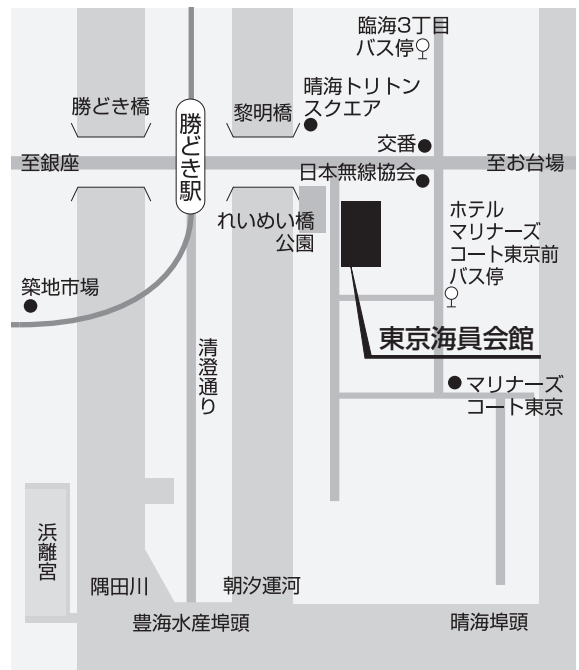 臨海3丁目
バス停
晴海トリトン
スクエア
勝どき橋
黎明橋
勝どき駅
交番
至銀座
至お台場
日本無線協会
れいめい橋
公園
ホテル
マリナーズ
コート東京前
バス停
築地市場
東京海員会館
清澄通り
マリナーズ
コート東京
浜離宮
隅田川
朝汐運河
豊海水産埠頭
晴海埠頭